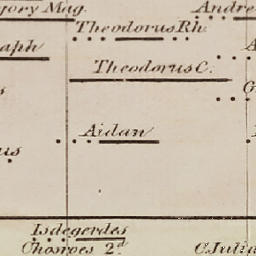 gory Mag.
Andre
Theodorus Rh.
aph
A
Theodorus C.
s
G
Aidan
us
Isdegerdes
Chosroes 2d.
C. Julia